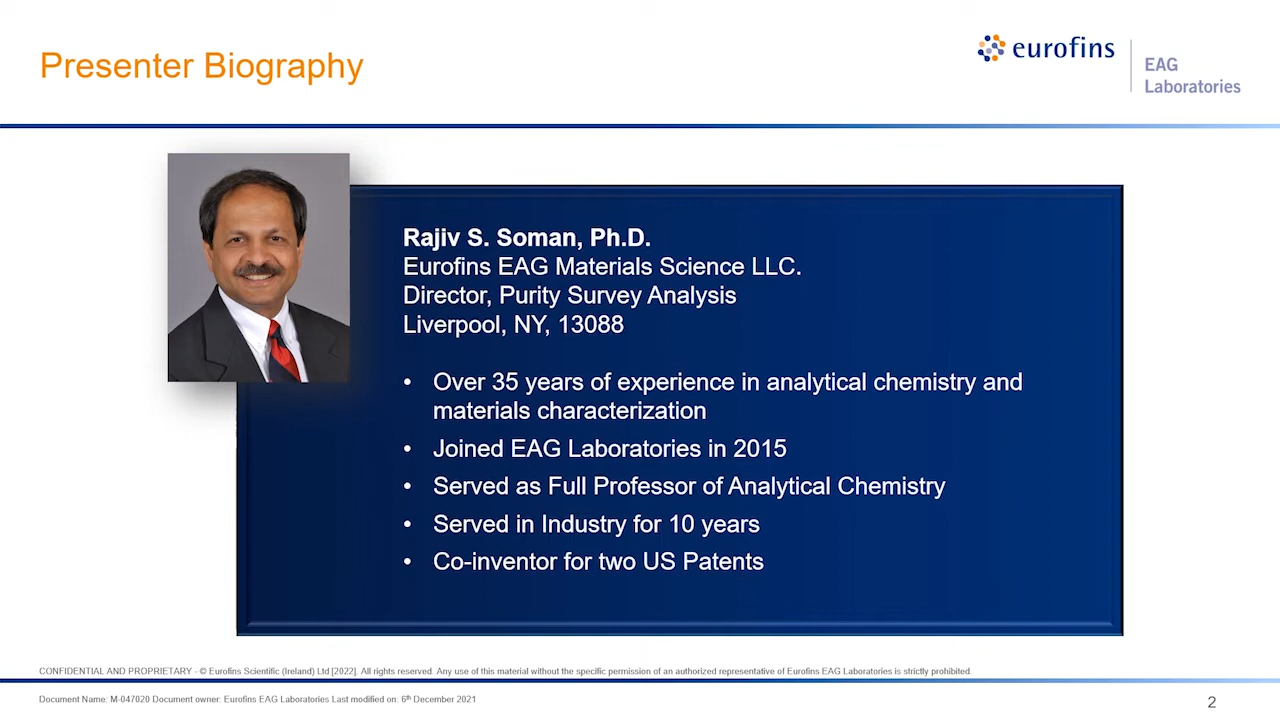 Presenter Biography
eurofins
EAG
Laboratories
Rajiv S. Soman, Ph.D.
Eurofins EAG Materials Science LLC.
Director, Purity Survey Analysis
Liverpool, NY, 13088
• Over 35 years of experience in analytical chemistry and
materials characterization
• Joined EAG Laboratories in 2015
• Served as Full Professor of Analytical Chemistry
• Served in Industry for 10 years
• Co-inventor for two US Patents
CONFIDENTIAL AND PROPRIETARY - © Eurofins Scientific (Ireland) Ltd [2022]. All rights reserved. Any use of this material without the specific permission of an authorized representative of Eurofins EAG Laboratories is strictly prohibited.
Document Name: M-047020 Document owner: Eurofins EAG Laboratories Last modified on: 6th December 2021
2